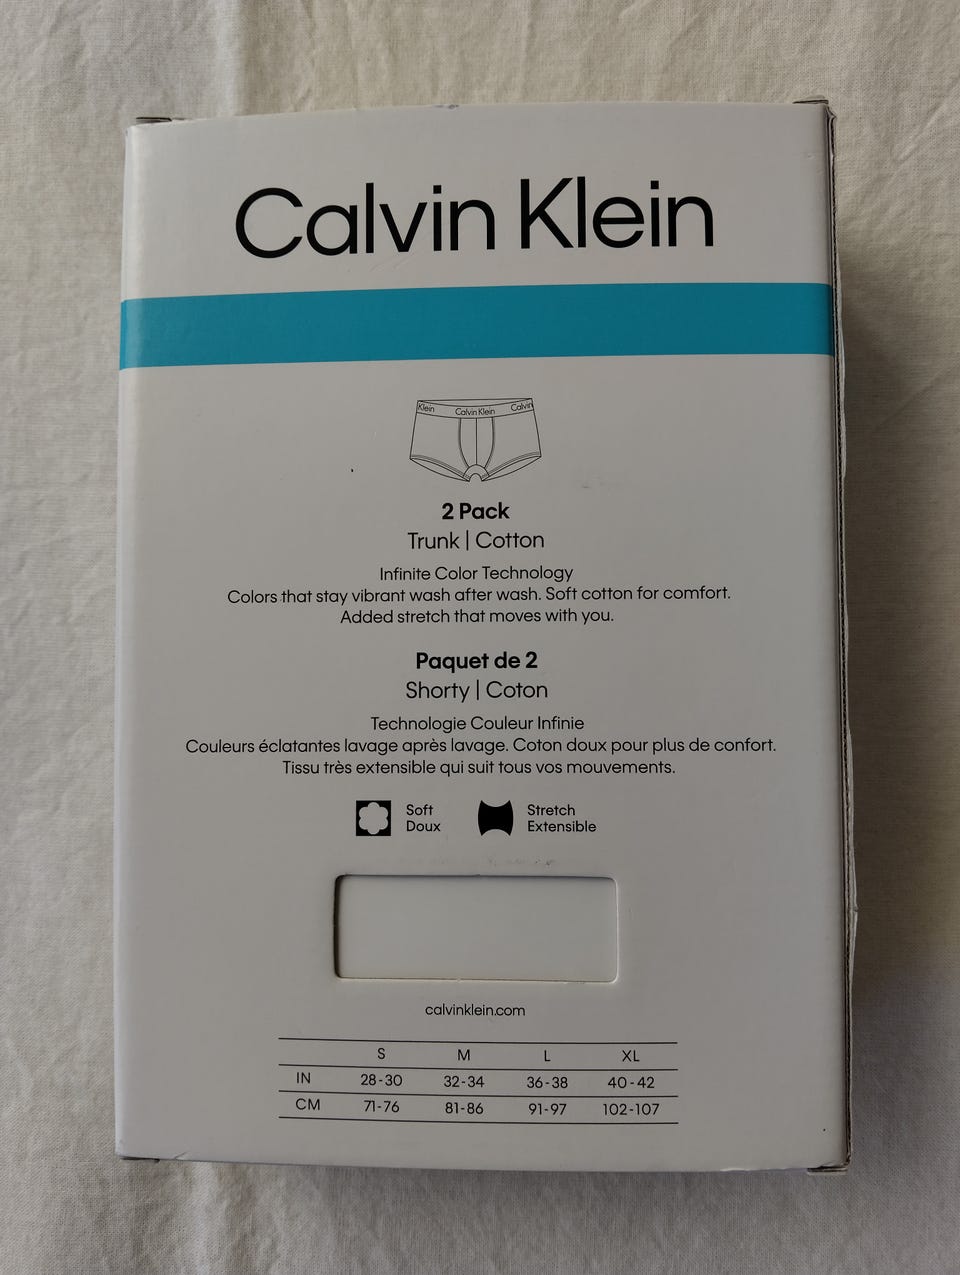 Calvin Klein
Klein Calvin Klein Calvin
2 Pack
Trunk | Cotton
Infinite Color Technology
Colors that stay vibrant wash after wash. Soft cotton for comfort.
Added stretch that moves with you.
Paquet de 2
Shorty | Coton
Technologie Couleur Infinie
Couleurs éclatantes lavage après lavage. Coton doux pour plus de confort.
Tissu très extensible qui suit tous vos mouvements.
Soft
Doux
Stretch
Extensible
calvinklein.com
S M L XL
IN 28-30 32-34 36-38 40-42
CM 71-76 81-86 91-97 102-107